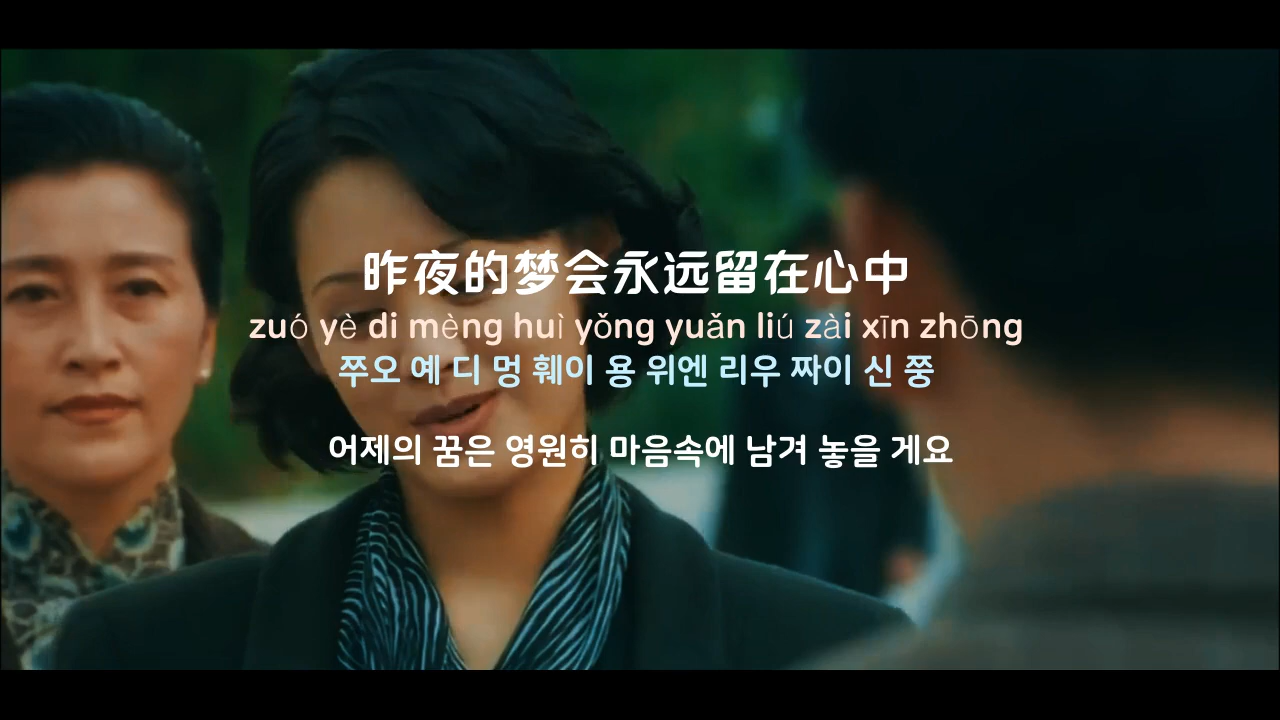 昨夜的梦会永远留在心中
zuó yè di mèng huì yǒng yuǎn liú zài xīn zhōng
쭈오 예 디 멍 훼이 용 위엔 리우 짜이 신 쭝
어제의 꿈은 영원히 마음속에 남겨 놓을 게요